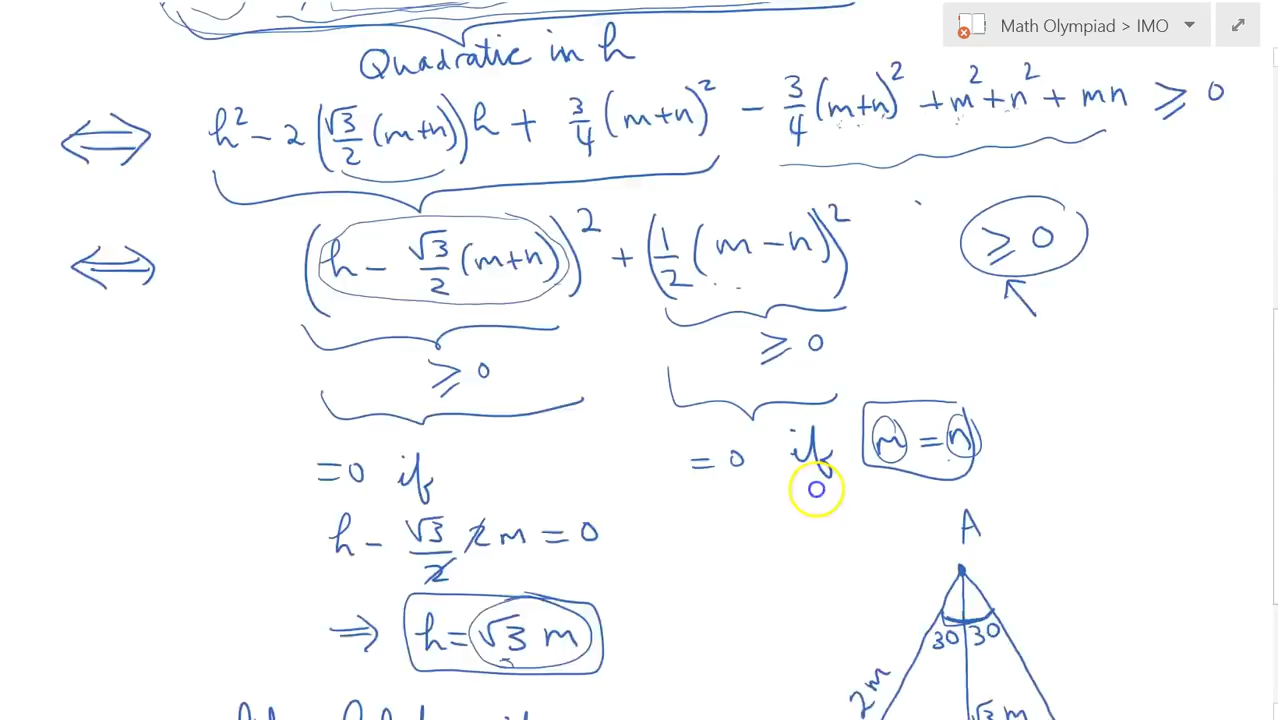 Math Olympiad > IMO
Quadratic in h
⟺ h² - 2(√3/2 (m+n))h + 3/4 (m+n)² - 3/4 (m+n)² + m² + n² + mn ≥ 0
⟺ (h - √3/2 (m+n))² + (1/2 (m-n))² ≥ 0
≥ 0 ≥ 0
=0 if = 0 if m = n
h - √3/2 2m = 0
A
⇒ h = √3 m
30 30
2m
√3 m